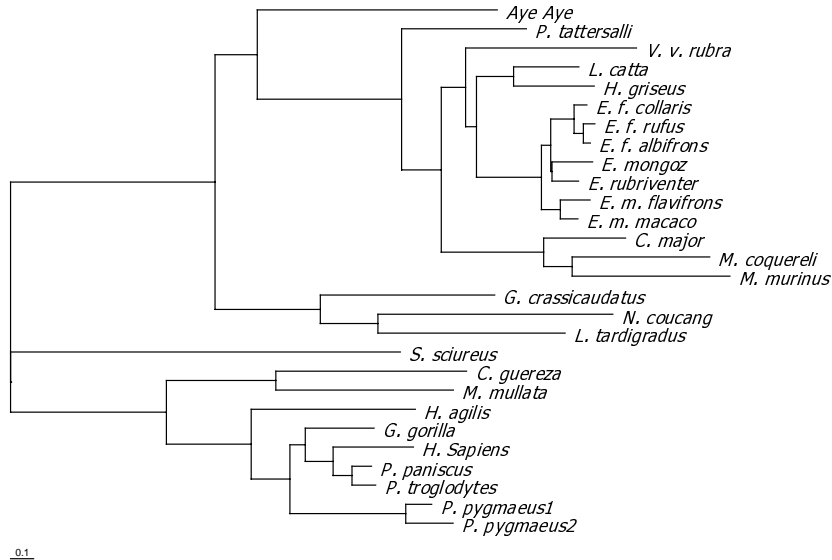 Aye Aye
P. tattersalli
V. v. rubra
L. catta
H. griseus
E. f. collaris
E. f. rufus
E. f. albifrons
E. mongoz
E. rubriventer
E. m. flavifrons
E. m. macaco
C. major
M. coquereli
M. murinus
G. crassicaudatus
N. coucang
L. tardigradus
S. sciureus
C. guereza
M. mullata
H. agilis
G. gorilla
H. Sapiens
P. paniscus
P. troglodytes
P. pygmaeus1
P. pygmaeus2
0.1